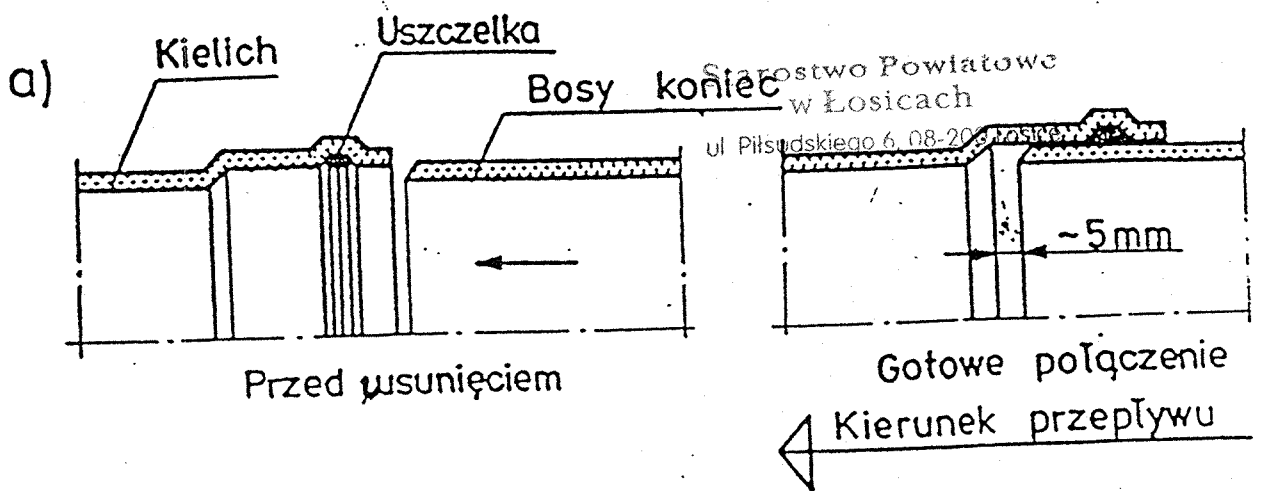 a)
Kielich
Uszczelka
Bosy koniec
Starostwo Powiatowe
w Łosicach
ul Piłsudskiego 6, 08-200 Łosice
~5mm
Przed wsunięciem
Gotowe połączenie
Kierunek przepływu